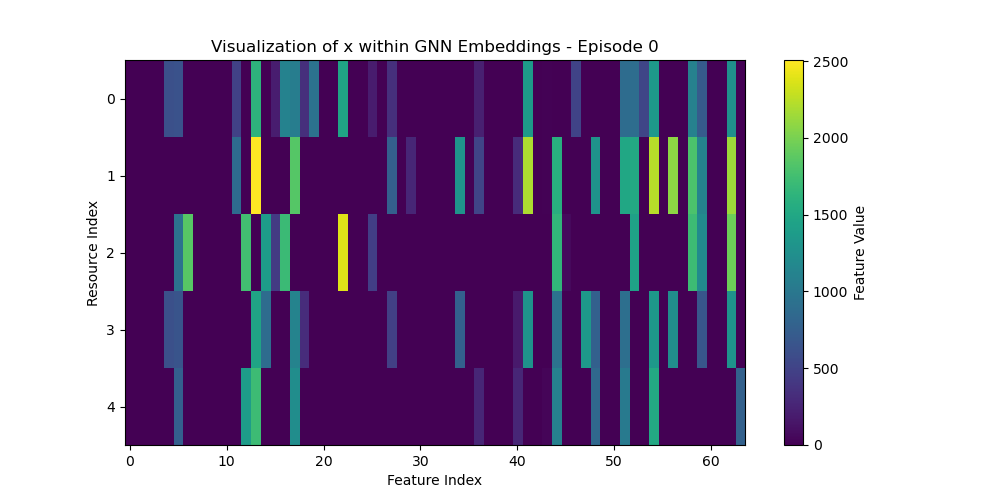 Visualization of x within GNN Embeddings - Episode 0
Resource Index
0
1
2
3
4
0 10 20 30 40 50 60
Feature Index
2500
2000
1500
1000
500
0
Feature Value